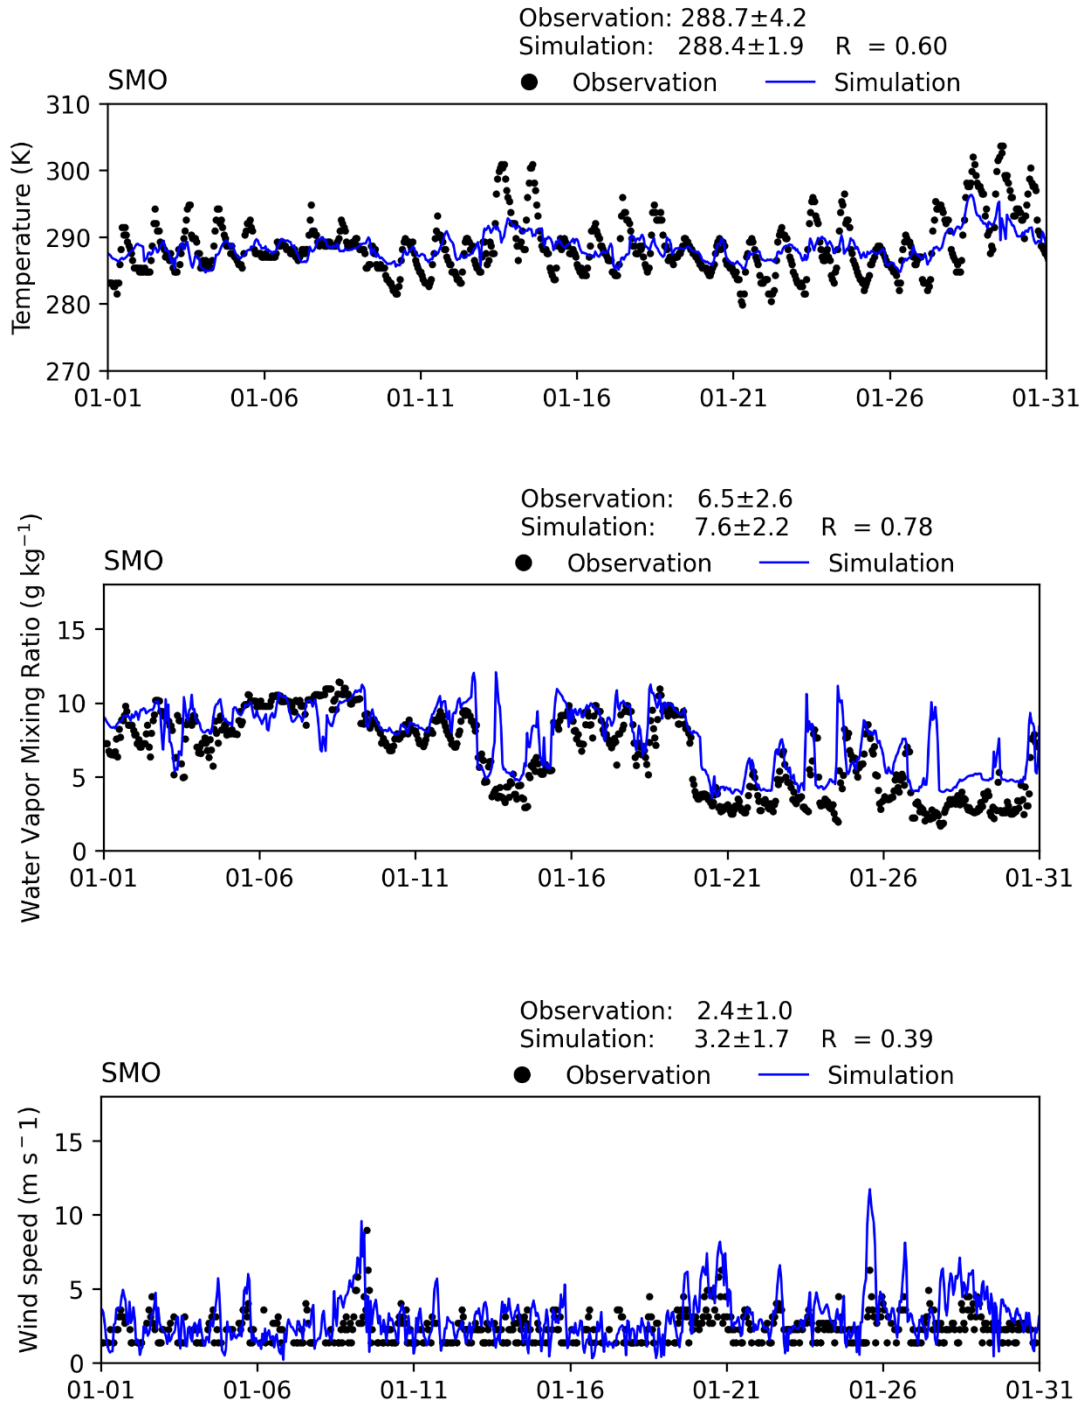 Observation: 288.7±4.2
Simulation: 288.4±1.9 R = 0.60
SMO
Observation Simulation
Temperature (K)
310
300
290
280
270
01-01 01-06 01-11 01-16 01-21 01-26 01-31
Observation: 6.5±2.6
Simulation: 7.6±2.2 R = 0.78
SMO
Observation Simulation
Water Vapor Mixing Ratio (g kg⁻¹)
15
10
5
0
01-01 01-06 01-11 01-16 01-21 01-26 01-31
Observation: 2.4±1.0
Simulation: 3.2±1.7 R = 0.39
SMO
Observation Simulation
Wind speed (m s⁻1)
15
10
5
0
01-01 01-06 01-11 01-16 01-21 01-26 01-31